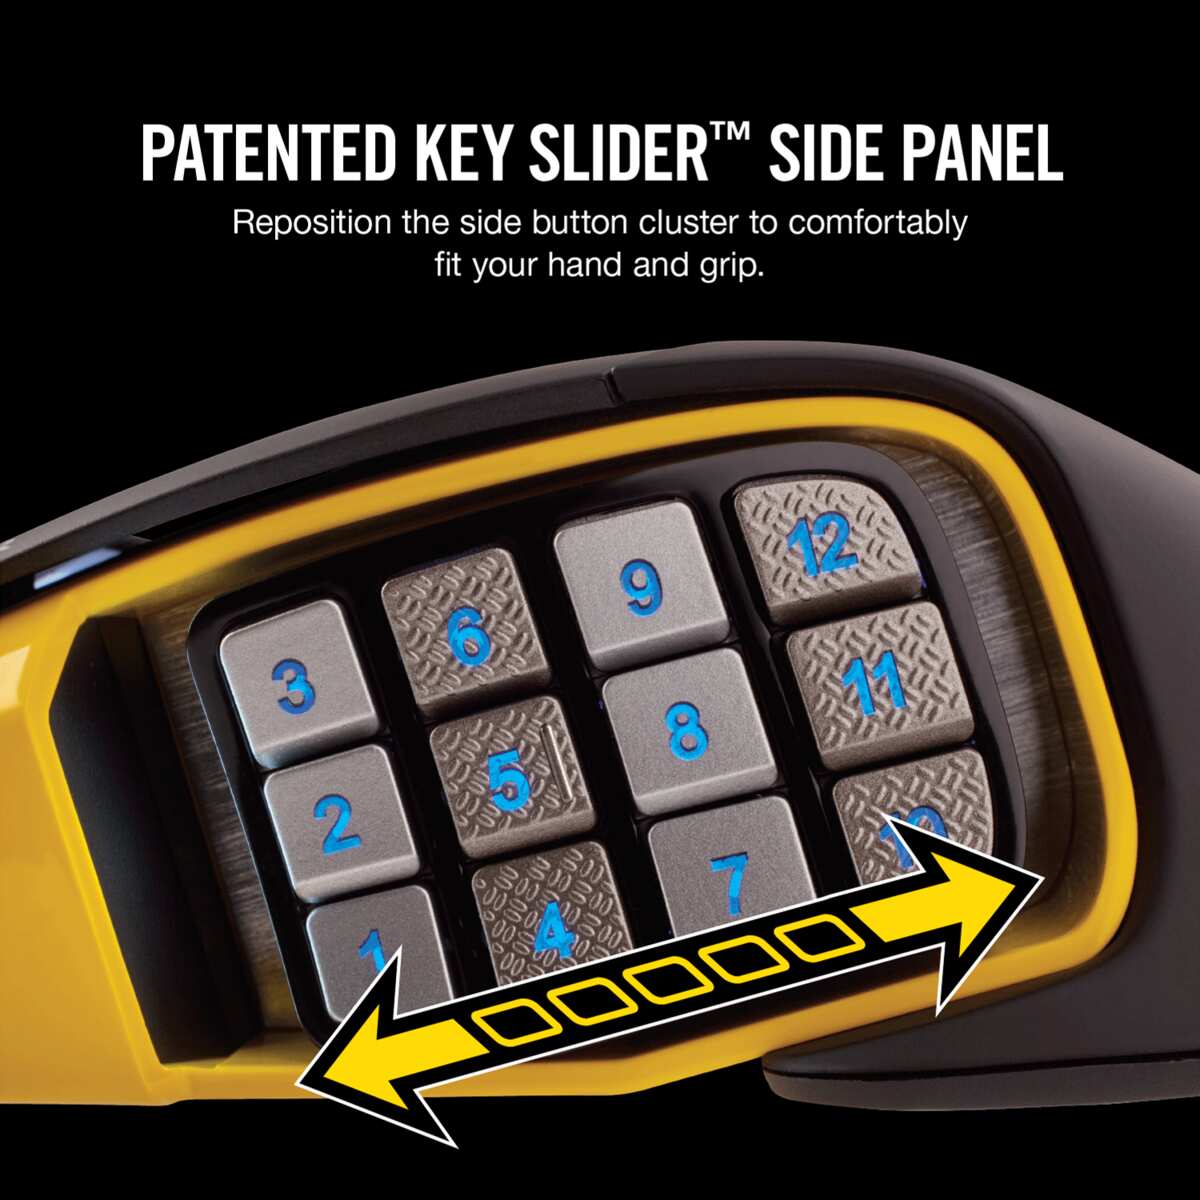 PATENTED KEY SLIDER™ SIDE PANEL
Reposition the side button cluster to comfortably
fit your hand and grip.
3 6 9 12
2 5 8 11
1 4 7 10